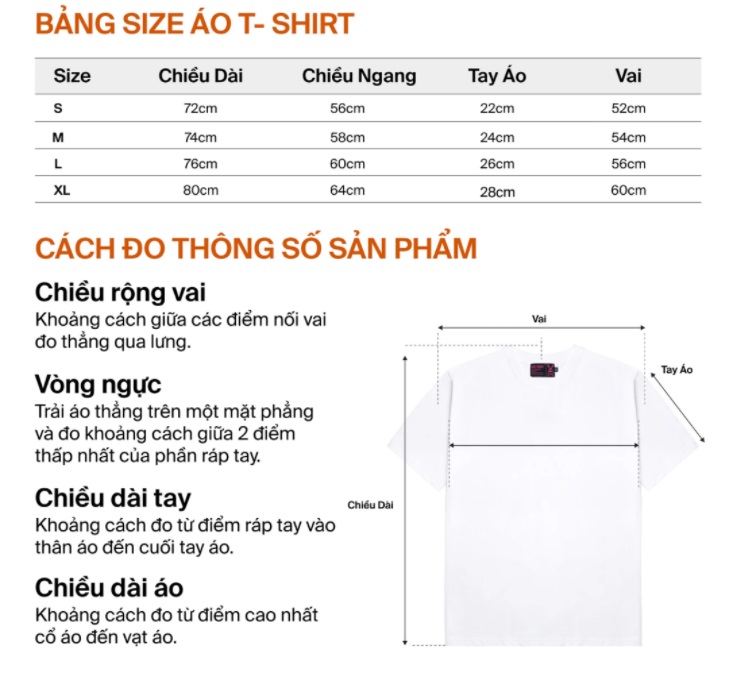 BẢNG SIZE ÁO T- SHIRT
Size Chiều Dài Chiều Ngang Tay Áo Vai
S 72cm 56cm 22cm 52cm
M 74cm 58cm 24cm 54cm
L 76cm 60cm 26cm 56cm
XL 80cm 64cm 28cm 60cm
CÁCH ĐO THÔNG SỐ SẢN PHẨM
Chiều rộng vai
Khoảng cách giữa các điểm nối vai
đo thẳng qua lưng.
Vòng ngực
Trải áo thẳng trên một mặt phẳng
và đo khoảng cách giữa 2 điểm
thấp nhất của phần ráp tay.
Chiều dài tay
Khoảng cách đo từ điểm ráp tay vào
thân áo đến cuối tay áo.
Chiều dài áo
Khoảng cách đo từ điểm cao nhất
cổ áo đến vạt áo.
Vai
Tay Áo
Chiều Dài